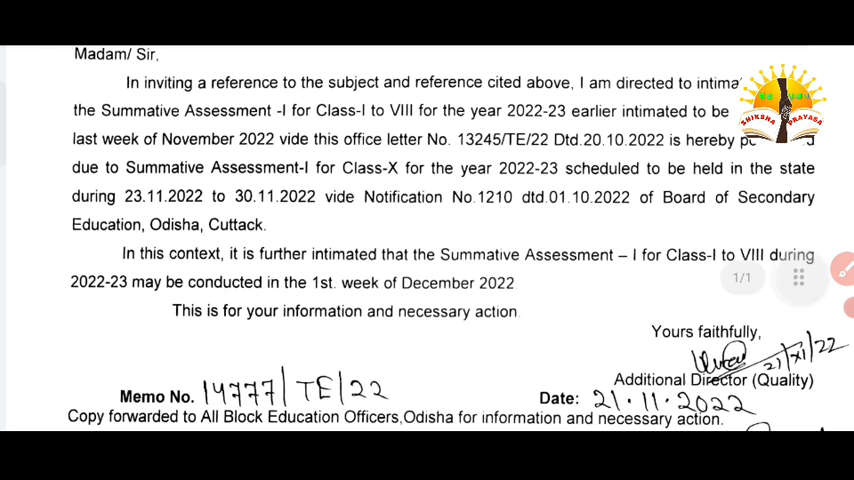 Madam/ Sir,
In inviting a reference to the subject and reference cited above, I am directed to
the Summative Assessment -I for Class-I to VIII for the year 2022-23 earlier intimated to be
last week of November 2022 vide this office letter No. 13245/TE/22 Dtd.20.10.2022 is hereby
due to Summative Assessment-I for Class-X for the year 2022-23 scheduled to be held in the state
during 23.11.2022 to 30.11.2022 vide Notification No.1210 dtd.01.10.2022 of Board of Secondary
Education, Odisha, Cuttack.
In this context, it is further intimated that the Summative Assessment – I for Class-I to VIII during
2022-23 may be conducted in the 1st. week of December 2022
This is for your information and necessary action.
Yours faithfully,
21/XI/22
Additional Director (Quality)
Memo No. 14777/TE/22 Date: 21.11.2022
Copy forwarded to All Block Education Officers,Odisha for information and necessary action.
SHIKSHA PRAYASA
1/1